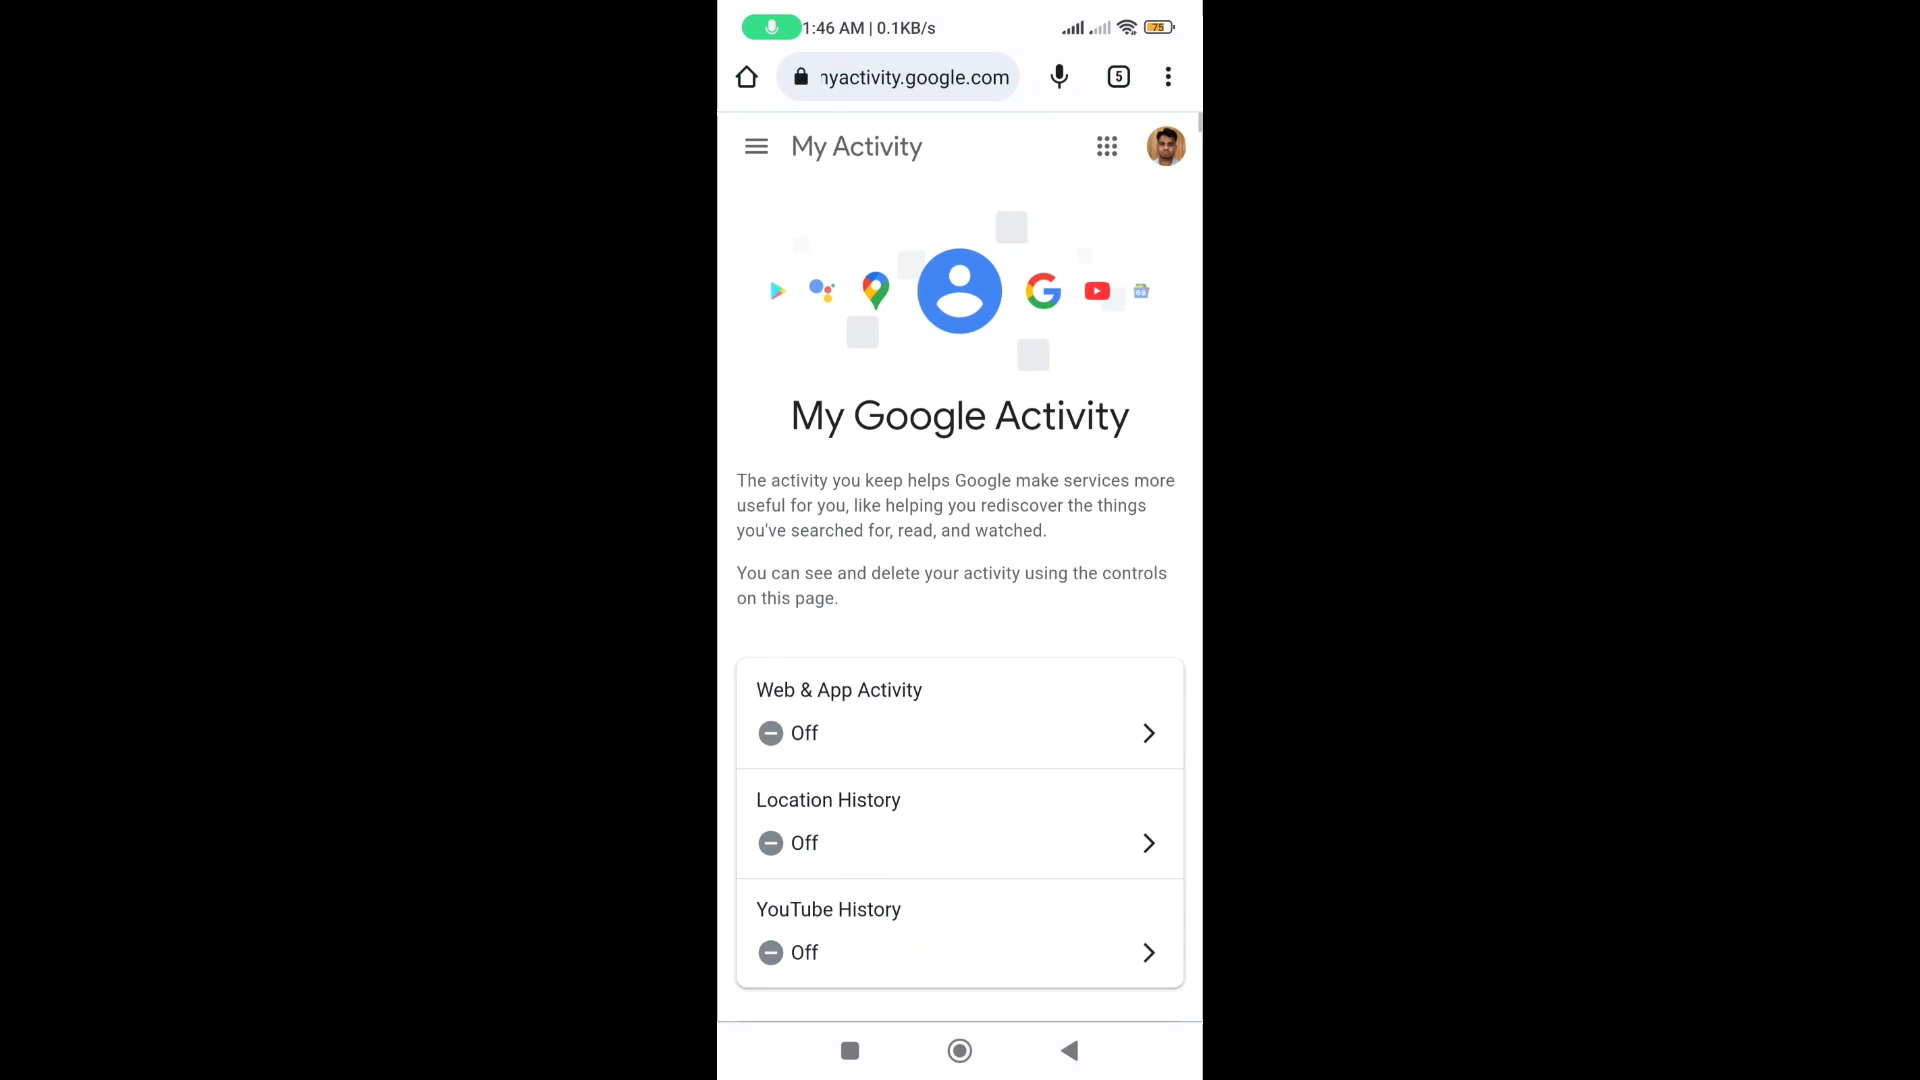 1:46 AM | 0.1KB/s
75
nyactivity.google.com
5
My Activity
My Google Activity
The activity you keep helps Google make services more
useful for you, like helping you rediscover the things
you've searched for, read, and watched.
You can see and delete your activity using the controls
on this page.
Web & App Activity
Off
Location History
Off
YouTube History
Off